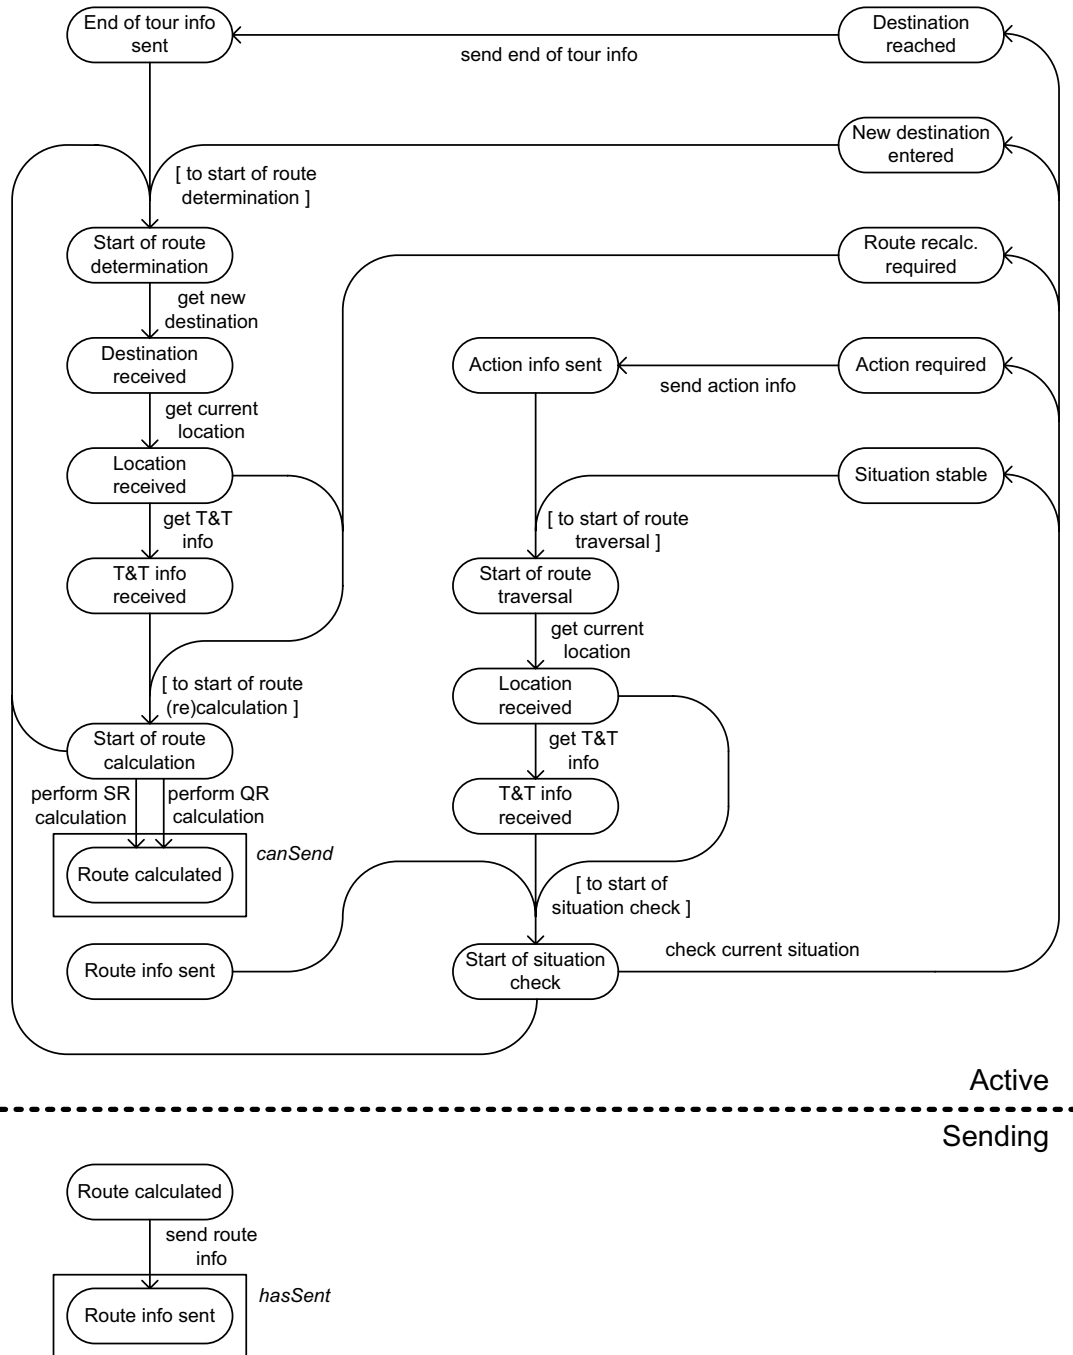 End of tour info
sent
Destination
reached
send end of tour info
New destination
entered
[ to start of route
determination ]
Start of route
determination
Route recalc.
required
get new
destination
Destination
received
Action info sent
Action required
send action info
get current
location
Location
received
Situation stable
get T&T
info
[ to start of route
traversal ]
T&T info
received
Start of route
traversal
get current
location
[ to start of route
(re)calculation ]
Location
received
Start of route
calculation
get T&T
info
perform SR
calculation
perform QR
calculation
T&T info
received
canSend
Route calculated
[ to start of
situation check ]
Route info sent
Start of situation
check
check current situation
Active
Sending
Route calculated
send route
info
hasSent
Route info sent